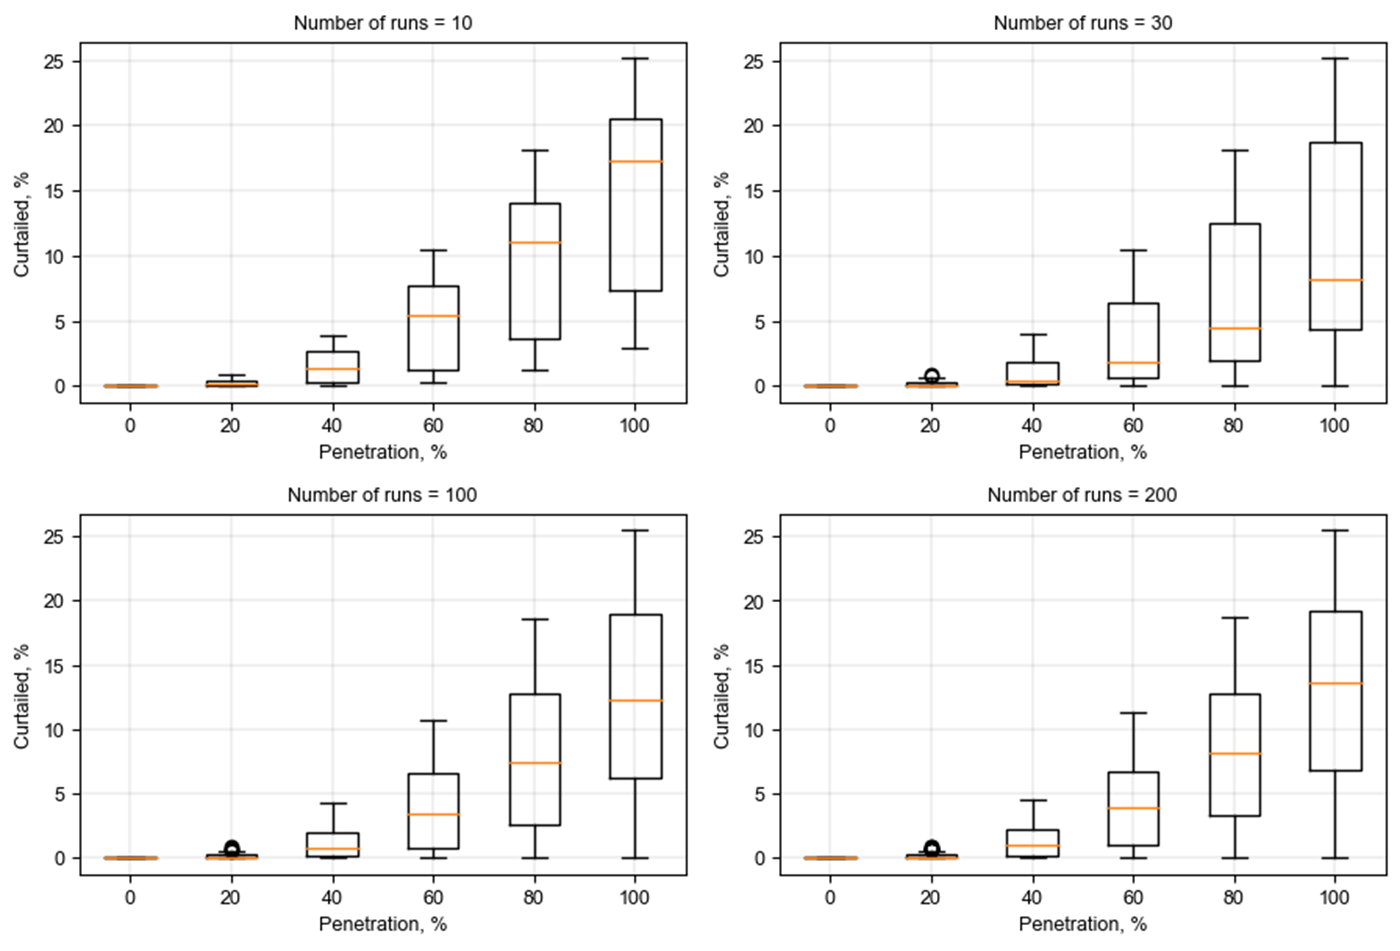 Number of runs = 10
25
20
15
10
5
0
Curtailed, %
0 20 40 60 80 100
Penetration, %
Number of runs = 30
25
20
15
10
5
0
Curtailed, %
0 20 40 60 80 100
Penetration, %
Number of runs = 100
25
20
15
10
5
0
Curtailed, %
0 20 40 60 80 100
Penetration, %
Number of runs = 200
25
20
15
10
5
0
Curtailed, %
0 20 40 60 80 100
Penetration, %